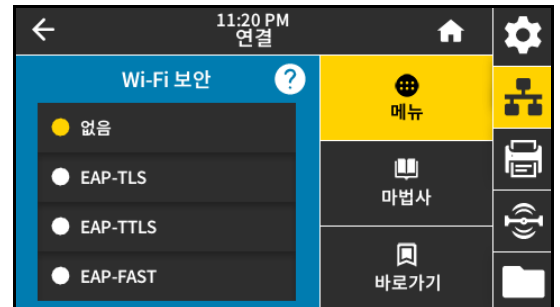 11:20 PM
연결
Wi-Fi 보안
?
없음
EAP-TLS
EAP-TTLS
EAP-FAST
메뉴
마법사
바로가기